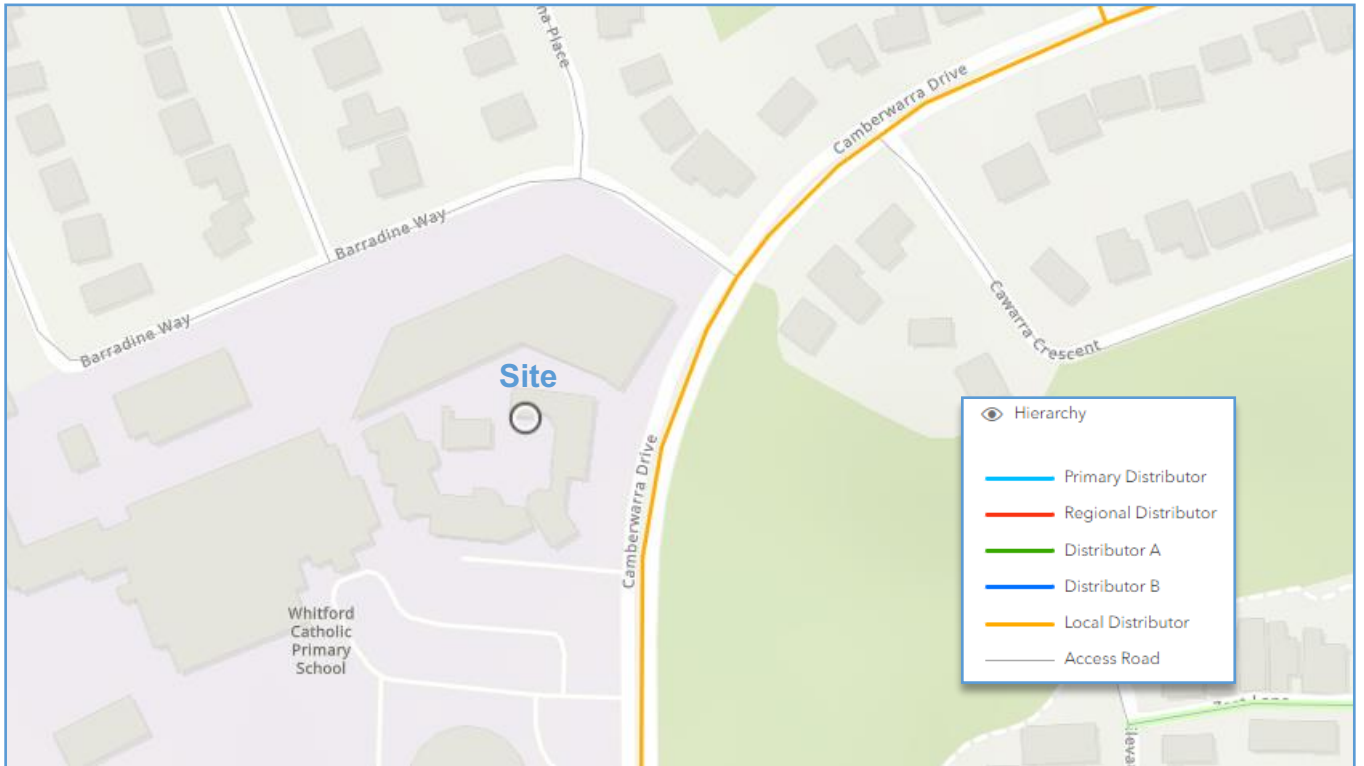 Place
Camberwarra Drive
Barradine Way
Barradine Way
Cawarra Crescent
Site
Camberwarra Drive
Whitford
Catholic
Primary
School
Hierarchy
Primary Distributor
Regional Distributor
Distributor A
Distributor B
Local Distributor
Access Road